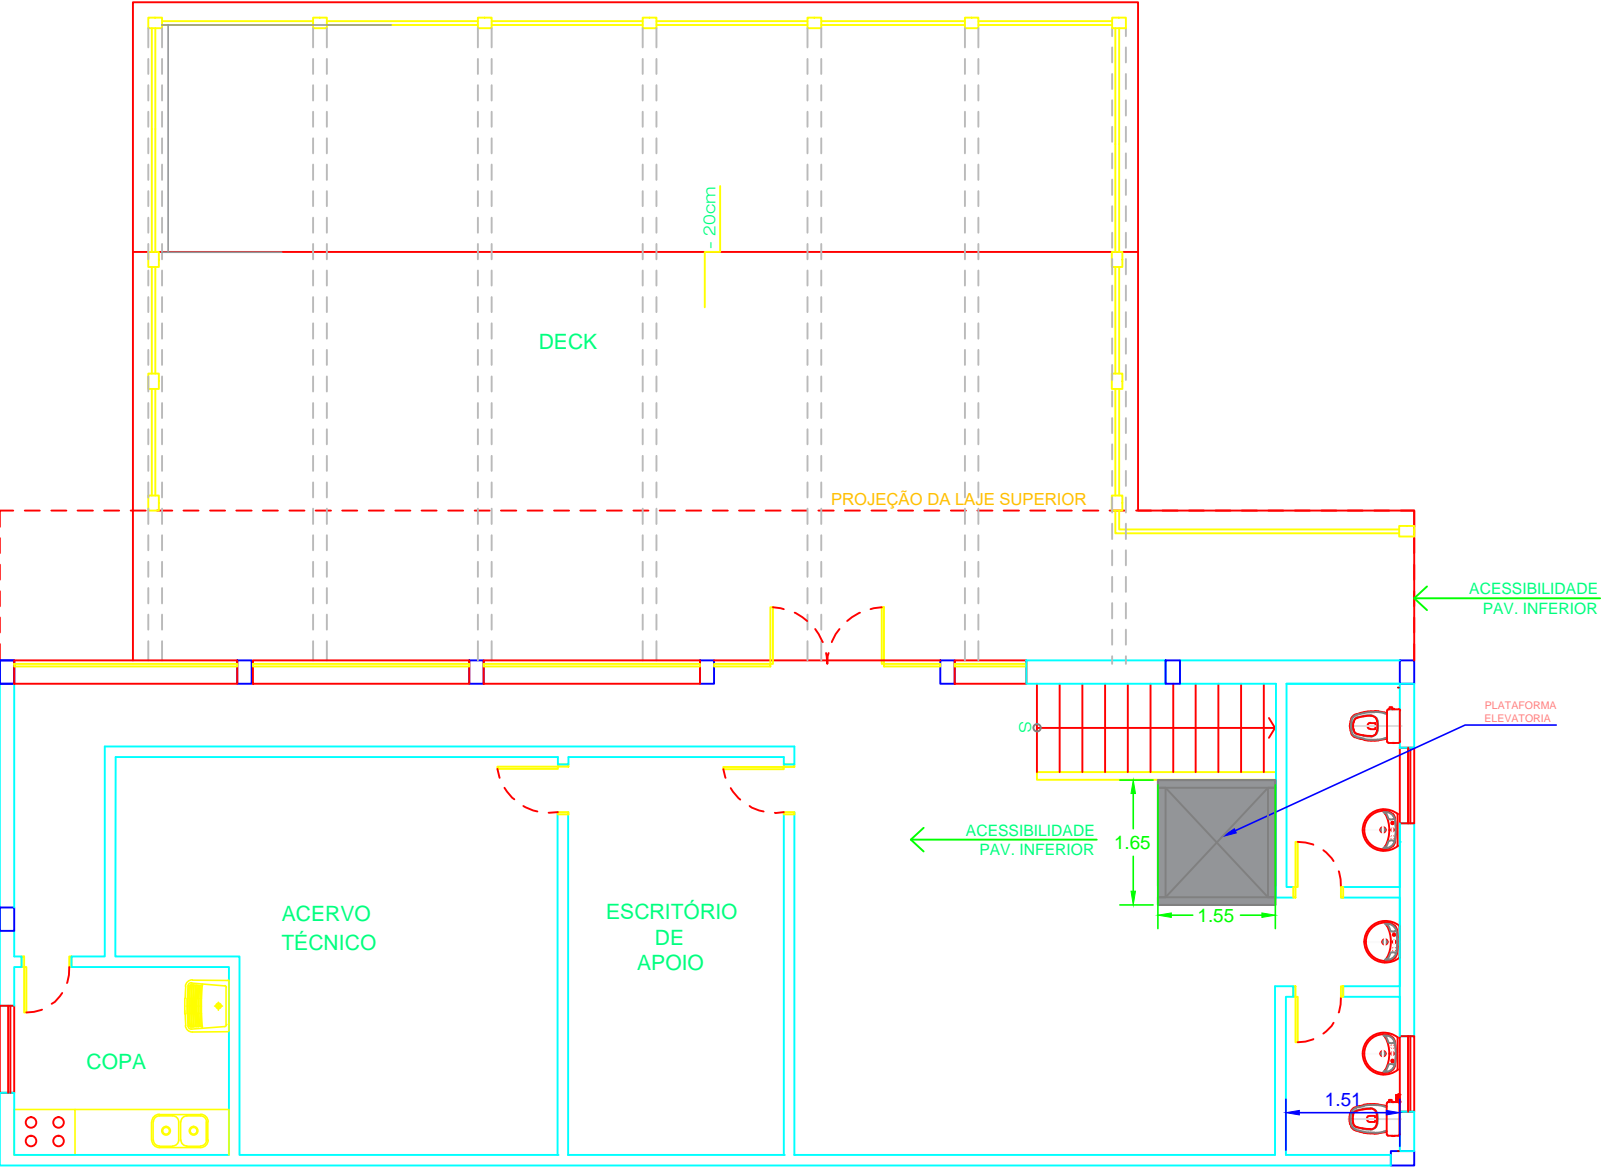 - 20cm
DECK
PROJEÇÃO DA LAJE SUPERIOR
ACESSIBILIDADE
PAV. INFERIOR
S
PLATAFORMA
ELEVATORIA
ACESSIBILIDADE
PAV. INFERIOR
1.65
1.55
ACERVO
TÉCNICO
ESCRITÓRIO
DE
APOIO
COPA
1.51